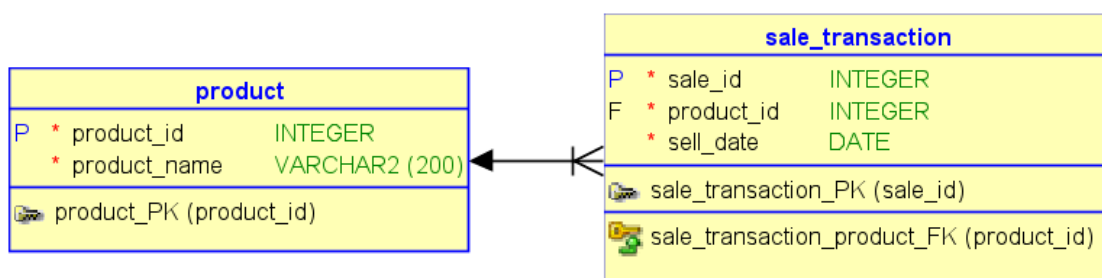 product
P * product_id INTEGER
* product_name VARCHAR2 (200)
product_PK (product_id)
sale_transaction
P * sale_id INTEGER
F * product_id INTEGER
* sell_date DATE
sale_transaction_PK (sale_id)
sale_transaction_product_FK (product_id)